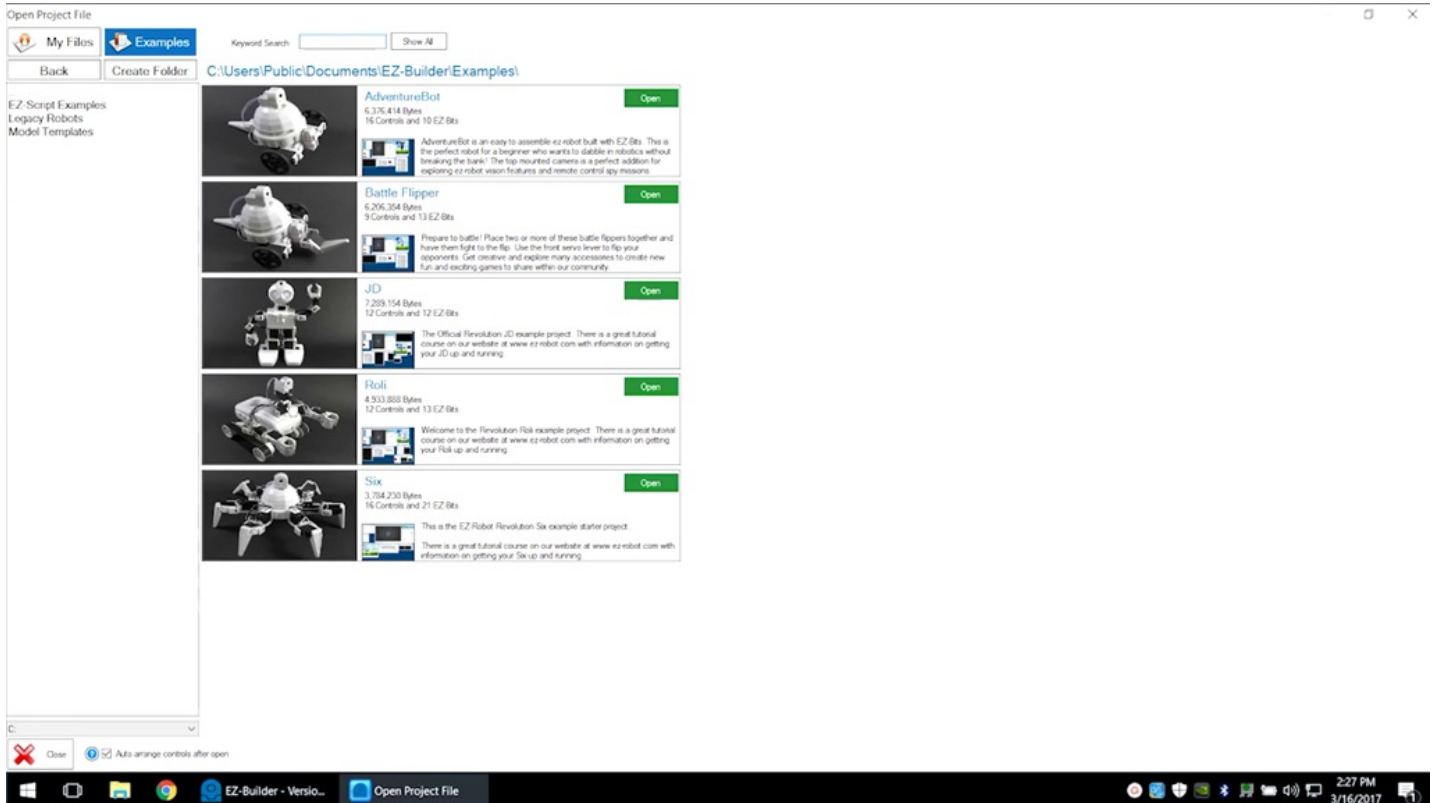 Open Project File
My Files
Examples
Keyword Search
Show All
Back
Create Folder
C:\Users\Public\Documents\EZ-Builder\Examples\
EZ-Script Examples
Legacy Robots
Model Templates
AdventureBot
Open
6,376,414 Bytes
16 Controls and 10 EZ-Bits
AdventureBot is an easy to assemble ez-robot built with EZ-Bits. This is
the perfect robot for a beginner who wants to dabble in robotics without
breaking the bank! The top mounted camera is a perfect addition for
exploring ez-robot vision features and remote control spy missions
Battle Flipper
Open
6,206,354 Bytes
9 Controls and 13 EZ-Bits
Prepare to battle! Place two or more of these battle flippers together and
have them fight to the flip. Use the front servo lever to flip your
opponents. Get creative and explore many accessories to create new
fun and exciting games to share within our community.
JD
Open
7,289,154 Bytes
12 Controls and 12 EZ-Bits
The Official Revolution JD example project. There is a great tutorial
course on our website at www.ez-robot.com with information on getting
your JD up and running.
Roli
Open
4,933,888 Bytes
12 Controls and 13 EZ-Bits
Welcome to the Revolution Roli example project. There is a great tutorial
course on our website at www.ez-robot.com with information on getting
your Roli up and running.
Six
Open
3,784,230 Bytes
16 Controls and 21 EZ-Bits
This is the EZ-Robot Revolution Six example starter project
There is a great tutorial course on our website at www.ez-robot.com with
information on getting your Six up and running
C:
Close
Auto arrange controls after open
EZ-Builder - Versio...
Open Project File
2:27 PM
3/16/2017
1